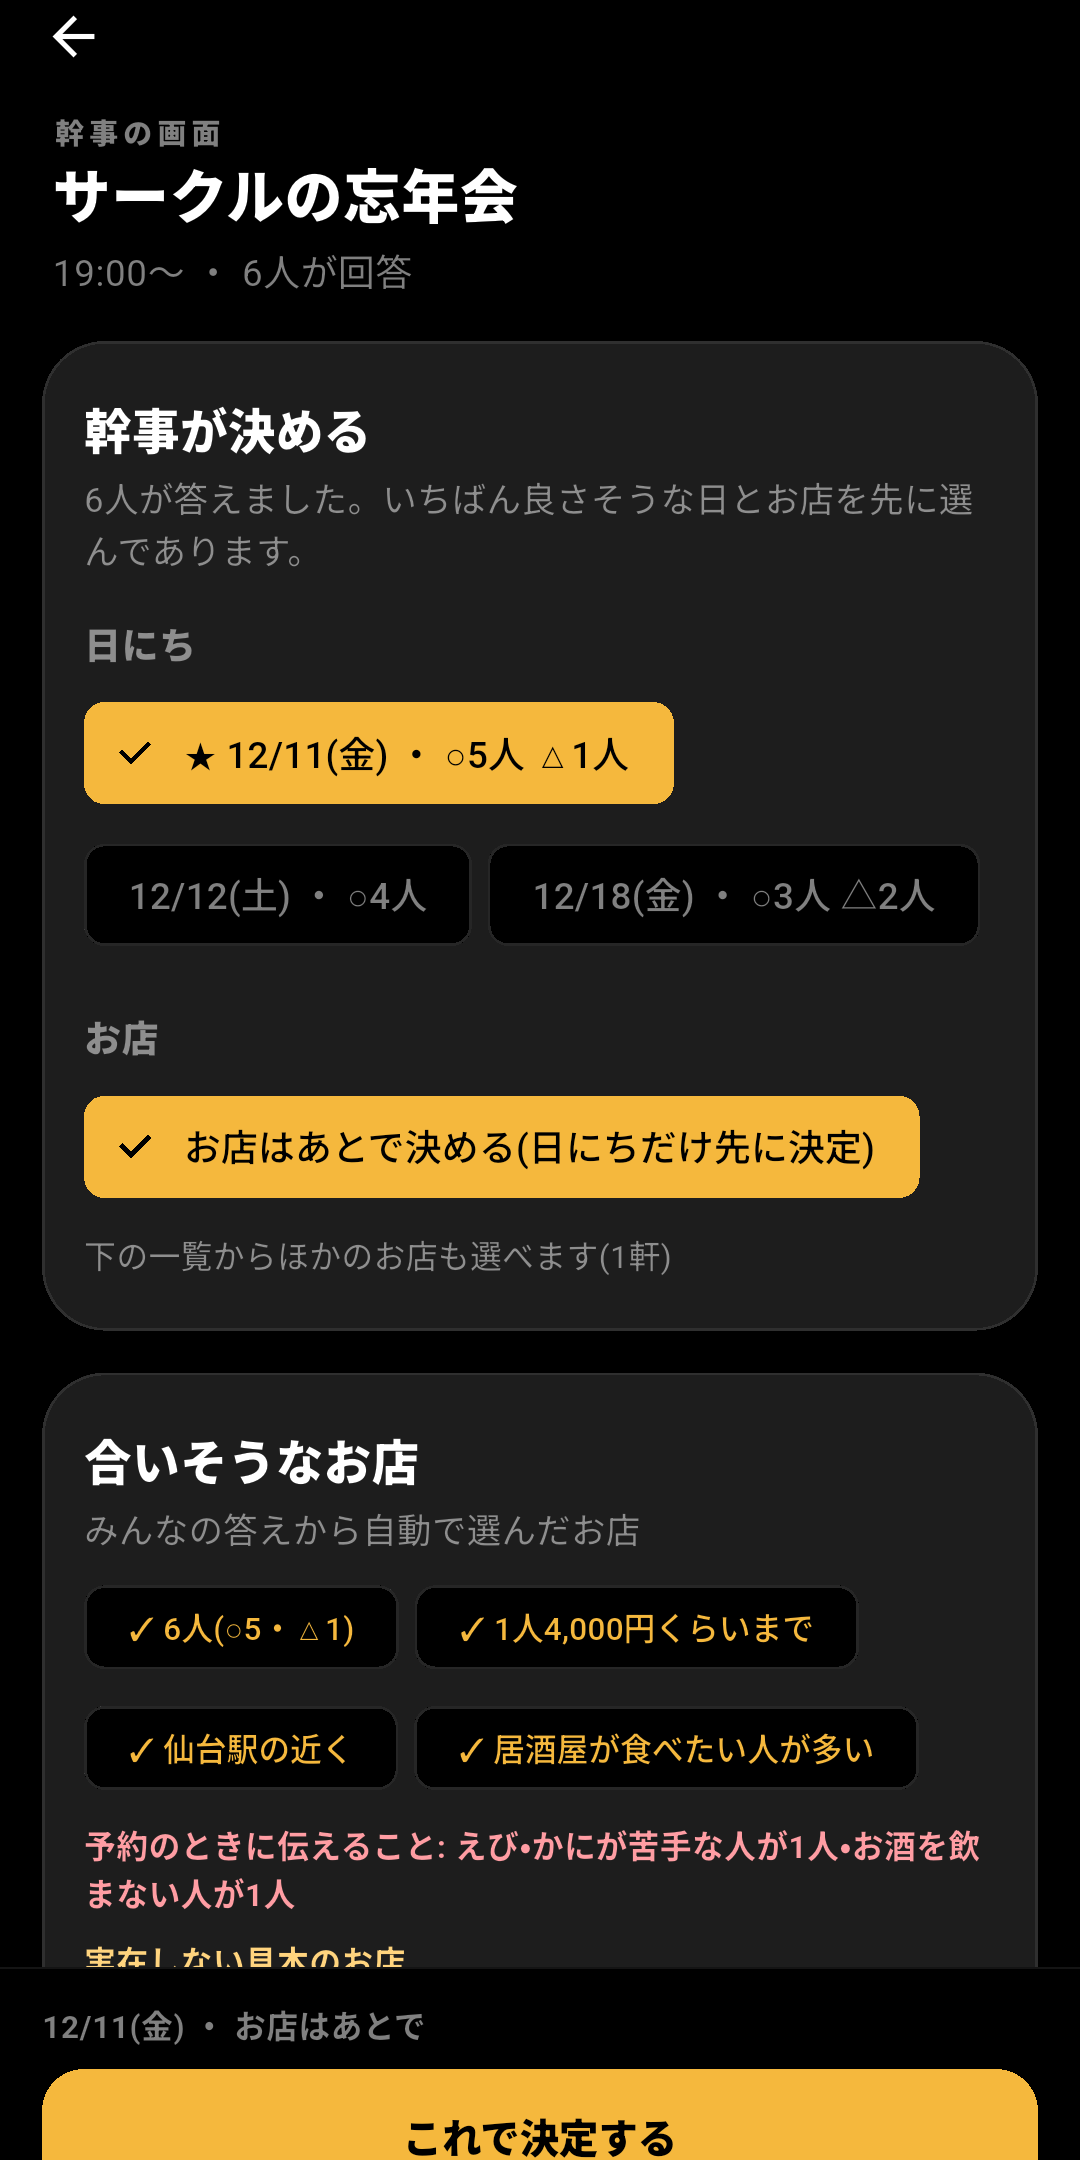 幹事の画面
サークルの忘年会
19:00〜 ・ 6人が回答
幹事が決める
6人が答えました。いちばん良さそうな日とお店を先に選
んであります。
日にち
✓ ★ 12/11(金) ・ ○5人 △1人
12/12(土) ・ ○4人
12/18(金) ・ ○3人 △2人
お店
✓ お店はあとで決める(日にちだけ先に決定)
下の一覧からほかのお店も選べます(1軒)
合いそうなお店
みんなの答えから自動で選んだお店
✓ 6人(○5・△1)
✓ 1人4,000円くらいまで
✓ 仙台駅の近く
✓ 居酒屋が食べたい人が多い
予約のときに伝えること: えび・かにが苦手な人が1人・お酒を飲
まない人が1人
実在しない見本のお店
12/11(金) ・ お店はあとで
これで決定する